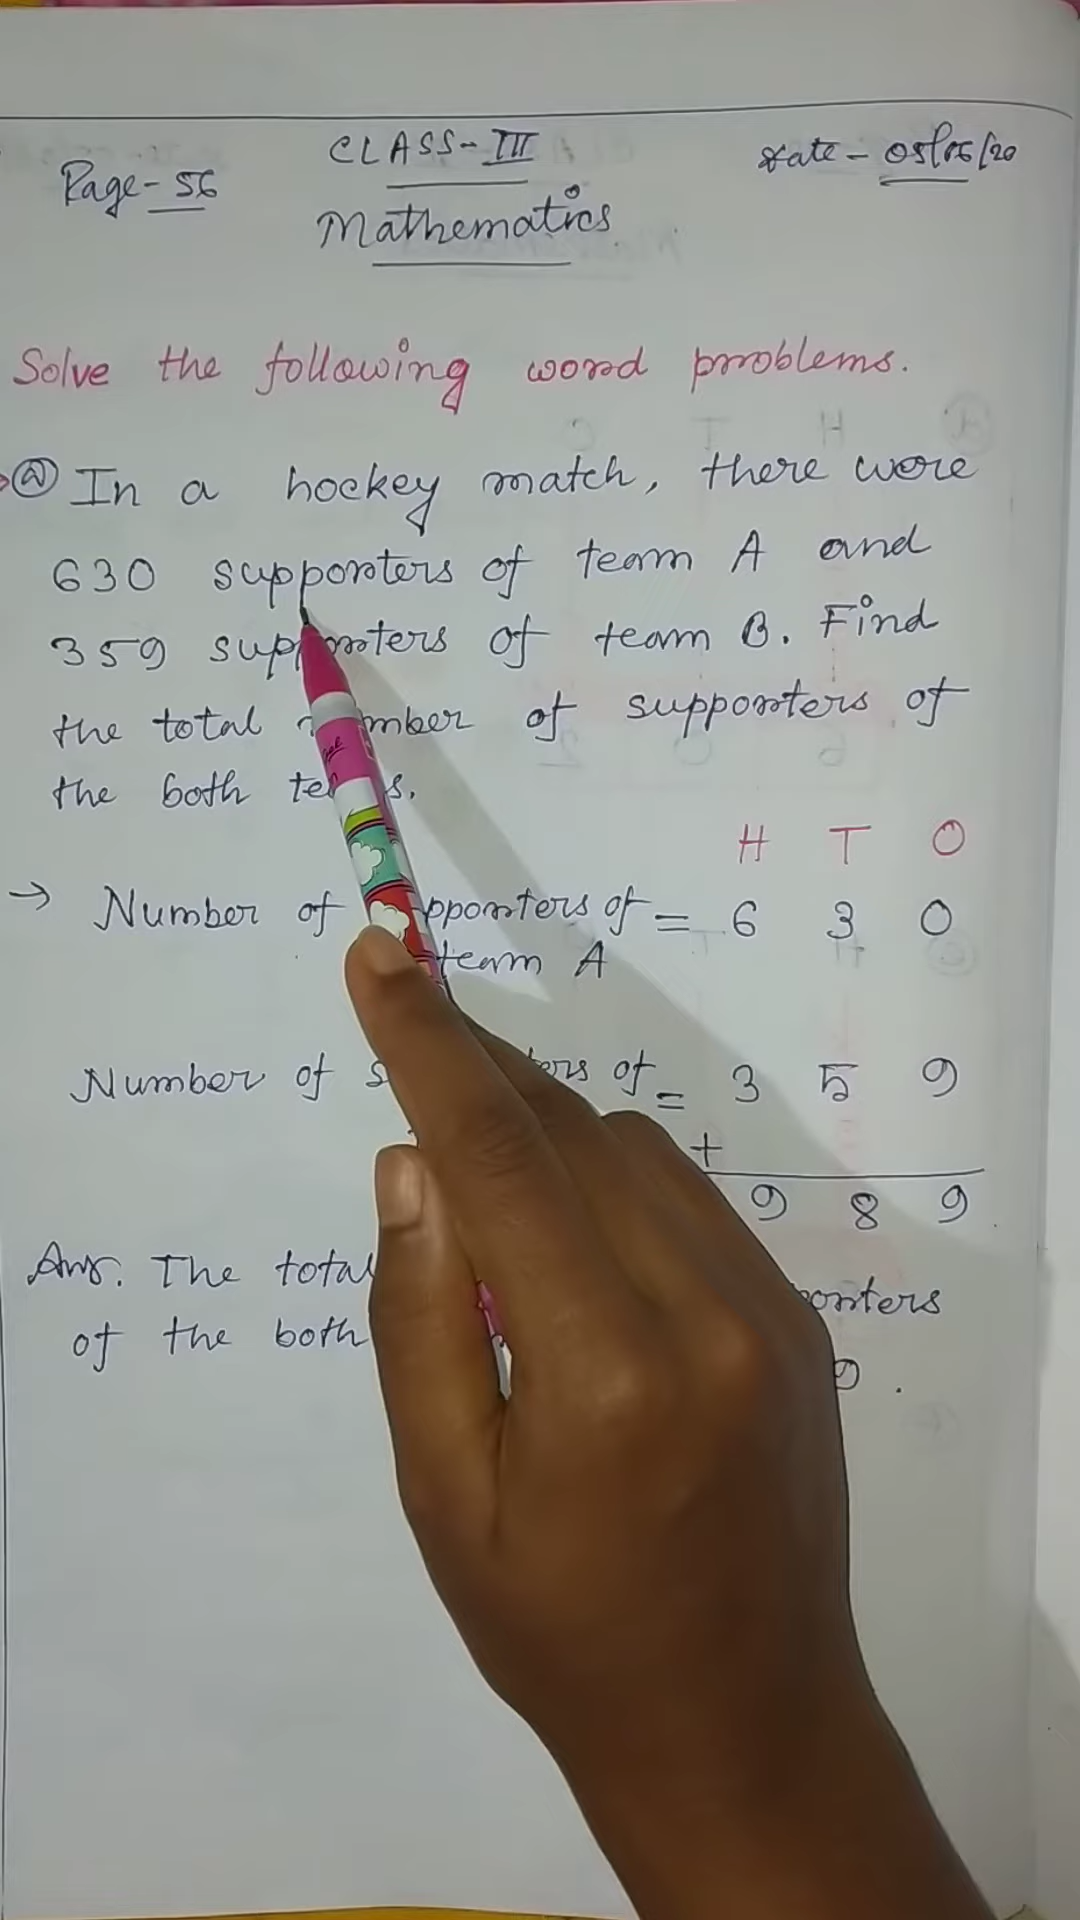 CLASS-III
Page-56
Date - 05/06/20
Mathematics
Solve the following word problems.
a In a hockey match, there were
630 supporters of team A and
359 supporters of team B. Find
the total number of supporters of
the both
H T O
→ Number of supporters of = 6 3 0
team A
Number of of = 3 5 9
+
9 8 9
Ans. The total
of the both